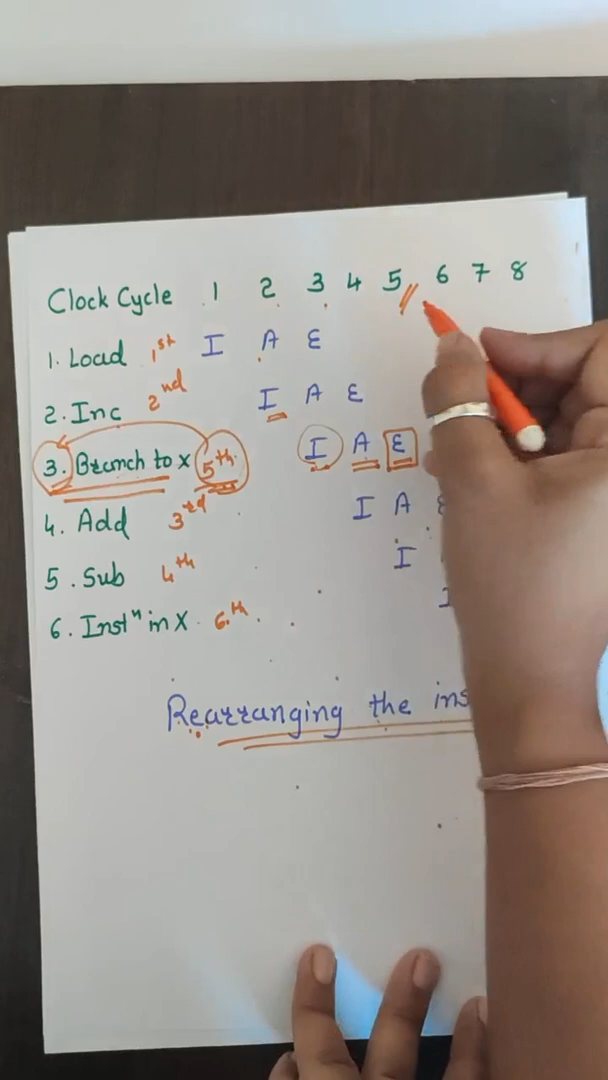 Clock Cycle 1 2 3 4 5 6 7 8
1. Load 1st I A E
2. Inc 2nd I A E
3. Branch to x 5th I A E
4. Add 3rd I A
5. Sub 4th I
6. Instⁿ in X 6th I
Rearranging the ins